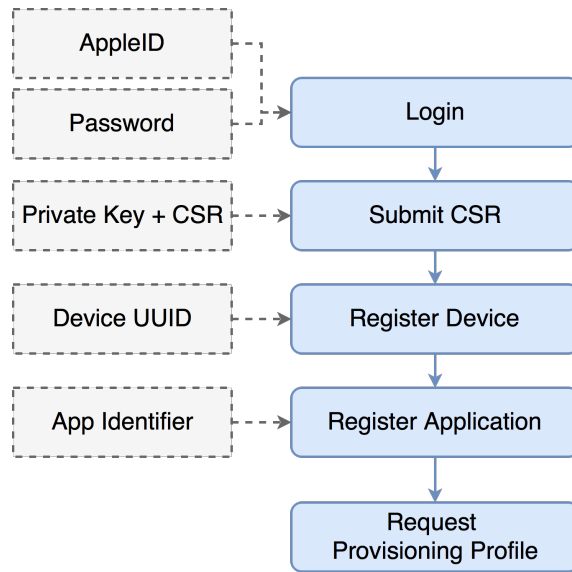 AppleID
Password
Login
Private Key + CSR
Submit CSR
Device UUID
Register Device
App Identifier
Register Application
Request
Provisioning Profile